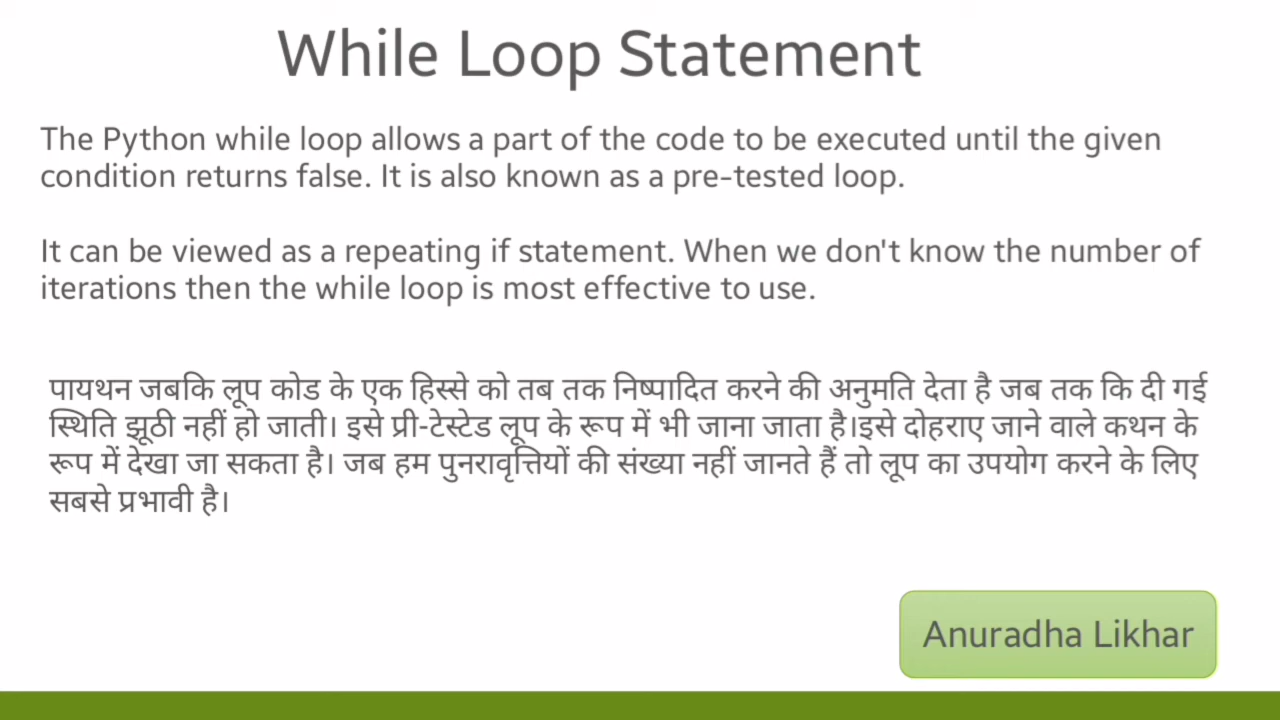 While Loop Statement
The Python while loop allows a part of the code to be executed until the given
condition returns false. It is also known as a pre-tested loop.
It can be viewed as a repeating if statement. When we don't know the number of
iterations then the while loop is most effective to use.
पायथन जबकि लूप कोड के एक हिस्से को तब तक निष्पादित करने की अनुमति देता है जब तक कि दी गई
स्थिति झूठी नहीं हो जाती। इसे प्री-टेस्टेड लूप के रूप में भी जाना जाता है।इसे दोहराए जाने वाले कथन के
रूप में देखा जा सकता है। जब हम पुनरावृत्तियों की संख्या नहीं जानते हैं तो लूप का उपयोग करने के लिए
सबसे प्रभावी है।
Anuradha Likhar